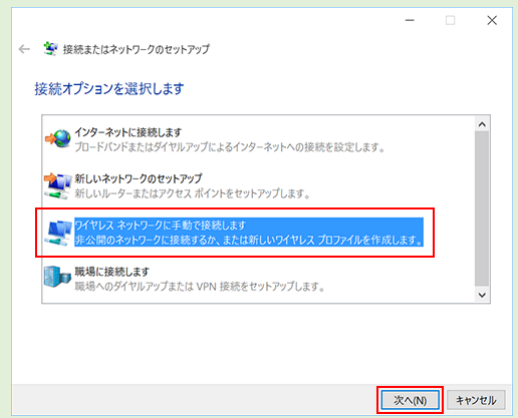 接続またはネットワークのセットアップ
接続オプションを選択します
インターネットに接続します
ブロードバンドまたはダイヤルアップによるインターネットへの接続を設定します。
新しいネットワークのセットアップ
新しいルーターまたはアクセス ポイントをセットアップします。
ワイヤレス ネットワークに手動で接続します
非公開のネットワークに接続するか、または新しいワイヤレス プロファイルを作成します。
職場に接続します
職場へのダイヤルアップまたは VPN 接続をセットアップします。
次へ(N) キャンセル